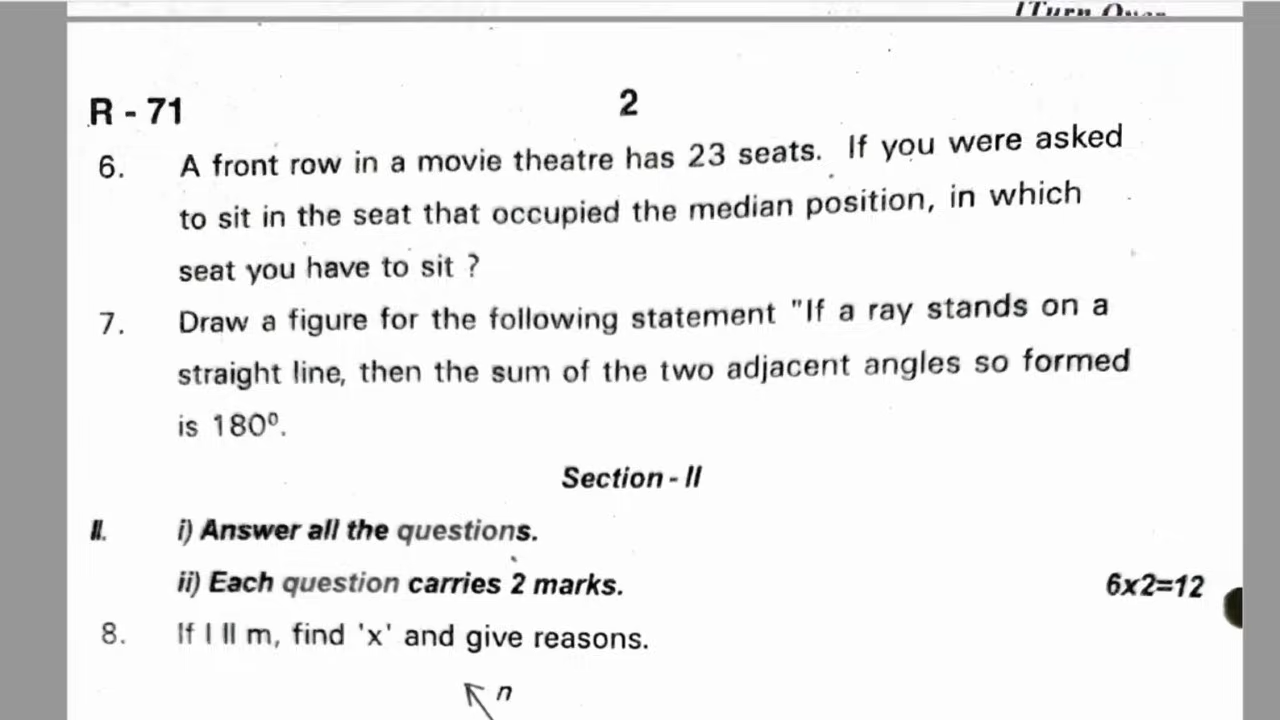 R - 71
2
6. A front row in a movie theatre has 23 seats. If you were asked
to sit in the seat that occupied the median position, in which
seat you have to sit ?
7. Draw a figure for the following statement "If a ray stands on a
straight line, then the sum of the two adjacent angles so formed
is 180⁰.
Section - II
II. i) Answer all the questions.
ii) Each question carries 2 marks. 6x2=12
8. If l ll m, find 'x' and give reasons.
n